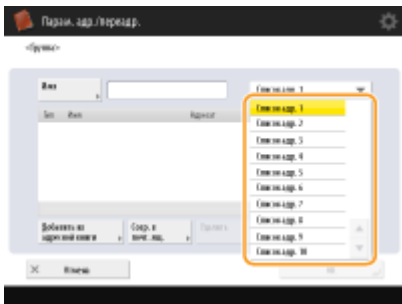 Парам. адр./переадр.
<Группа>
Имя
Список адр. 1
Тип Имя Адресат
Список адр. 1
Список адр. 2
Список адр. 3
Список адр. 4
Список адр. 5
Список адр. 6
Список адр. 7
Список адр. 8
Список адр. 9
Список адр. 10
Добавить из
адресной книги
Сохр. в
почт. ящ.
Удалить
Отмена
OK